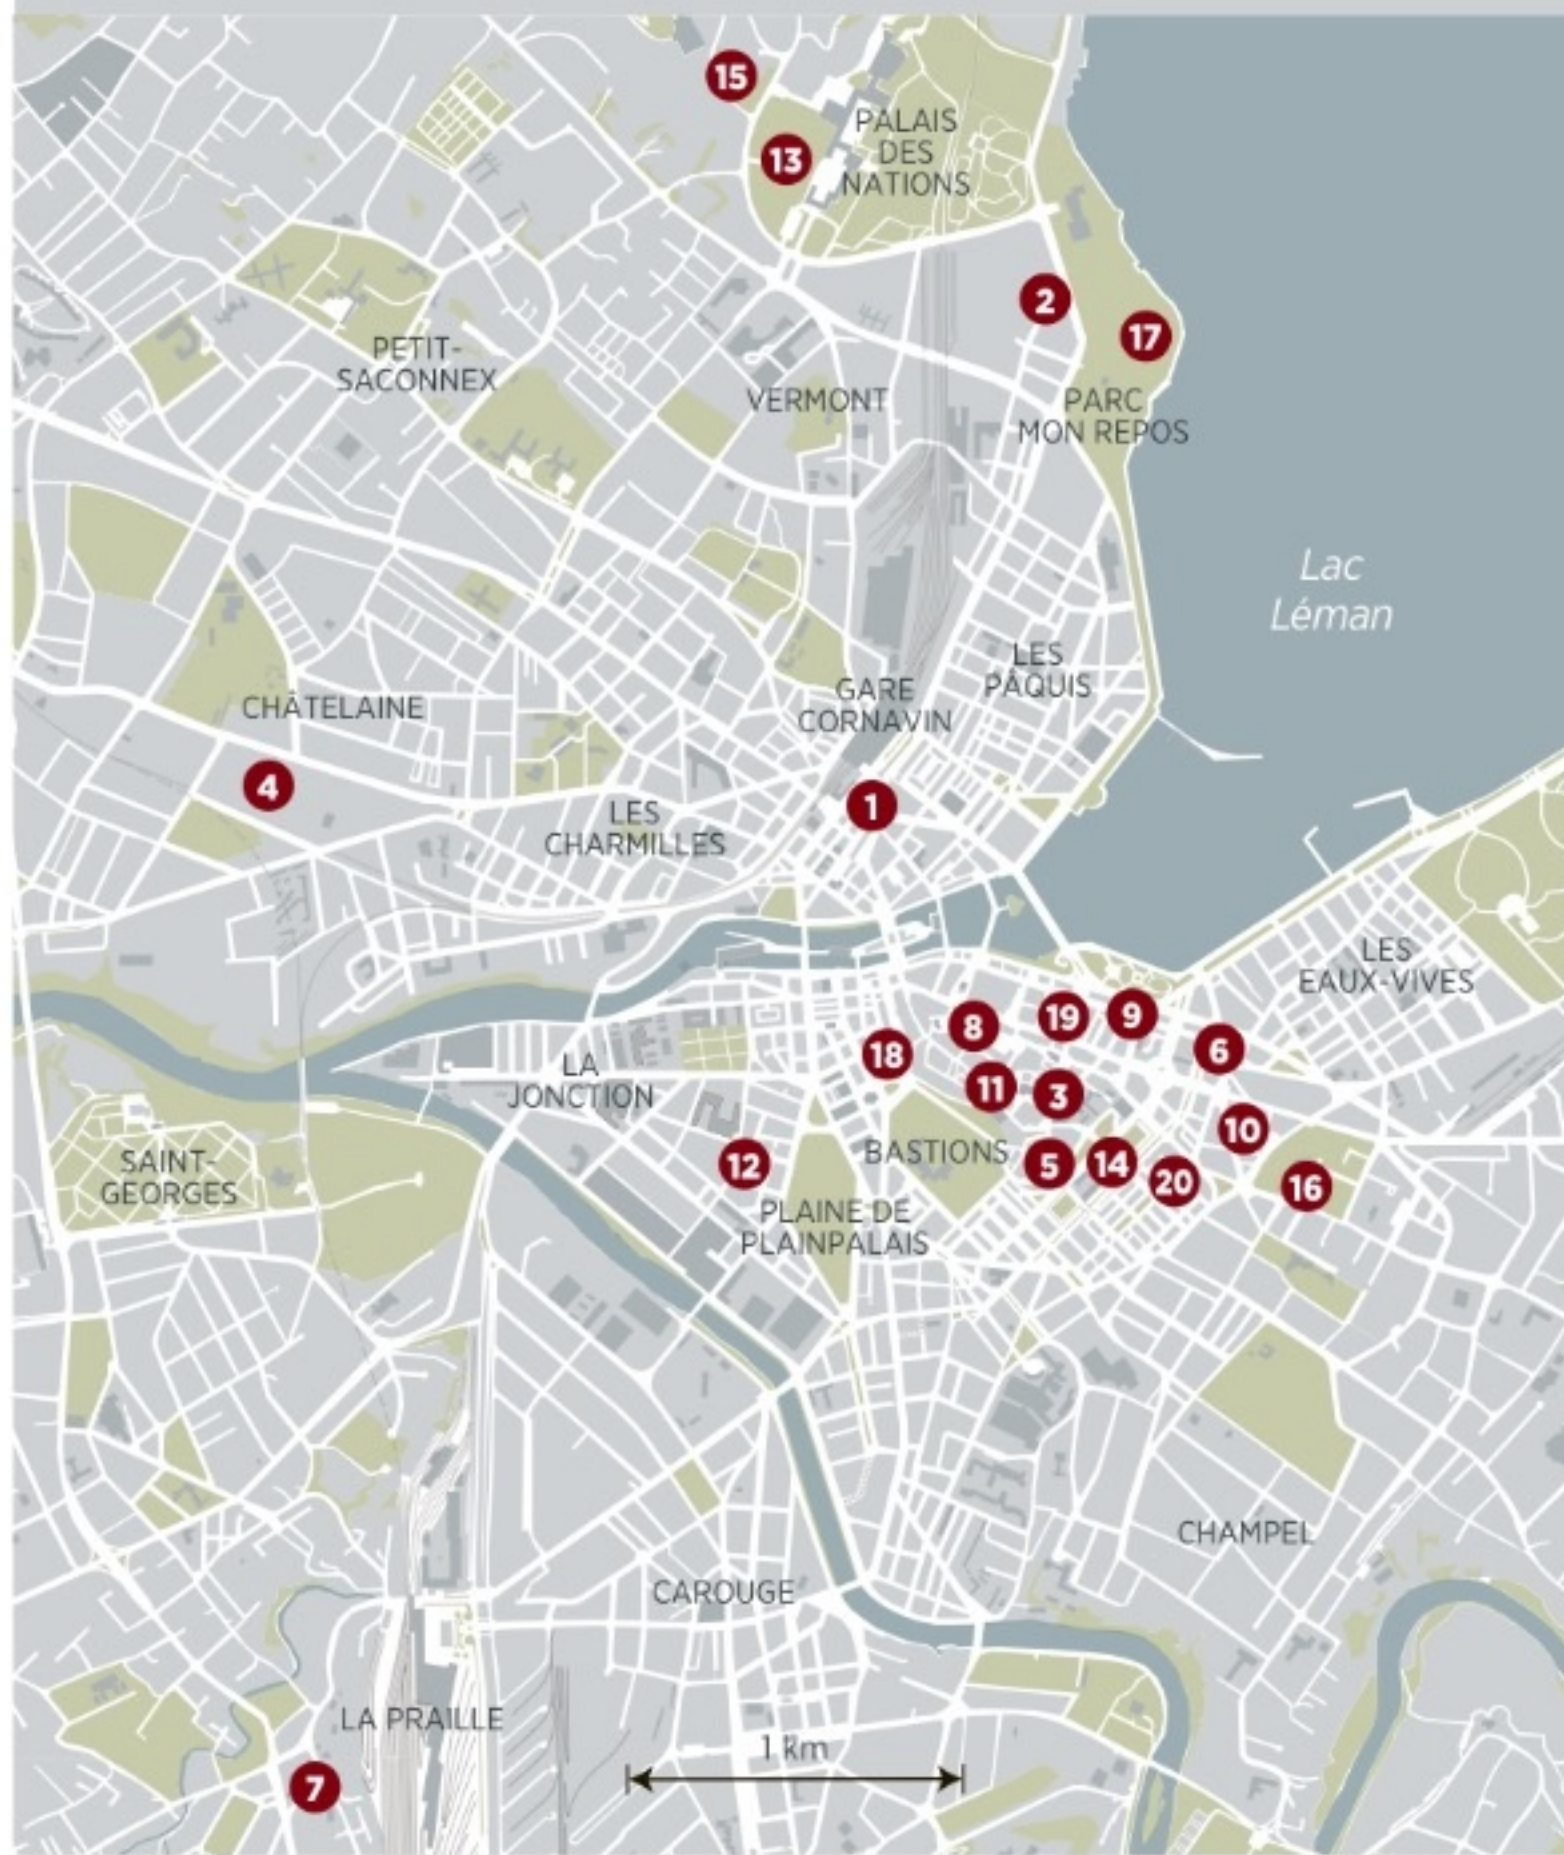 15
PALAIS
DES
NATIONS
13
2
17
PETIT-
SACONNEX
VERMONT
PARC
MON REPOS
Lac
Léman
LES
PÂQUIS
GARE
CORNAVIN
CHÂTELAINE
4
1
LES
CHARMILLES
LES
EAUX-VIVES
8
19
9
18
6
LA
JONCTION
11
3
10
BASTIONS
12
5
14
20
16
SAINT-
GEORGES
PLAINE DE
PLAINPALAIS
CHAMPEL
CAROUGE
LA PRAILLE
1 km
7